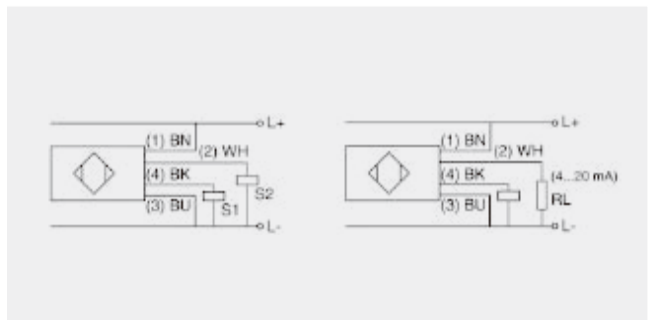 L+
(1) BN
(2) WH
(4) BK
S2
(3) BU
S1
L-
L+
(1) BN
(2) WH
(4) BK
(4...20 mA)
RL
(3) BU
L-